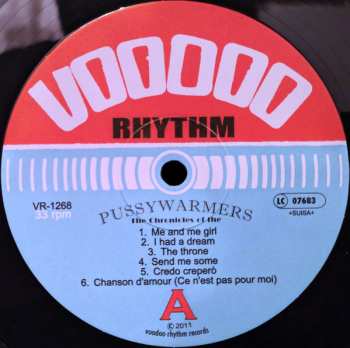 VOODOO
RHYTHM
VR-1268
33 rpm
LC 07683
+SUISA+
PUSSYWARMERS
the Chronicles of the
1. Me and me girl
2. I had a dream
3. The throne
4. Send me some
5. Credo creperò
6. Chanson d'amour (Ce n'est pas pour moi)
A
© 2011
voodoo rhythm records